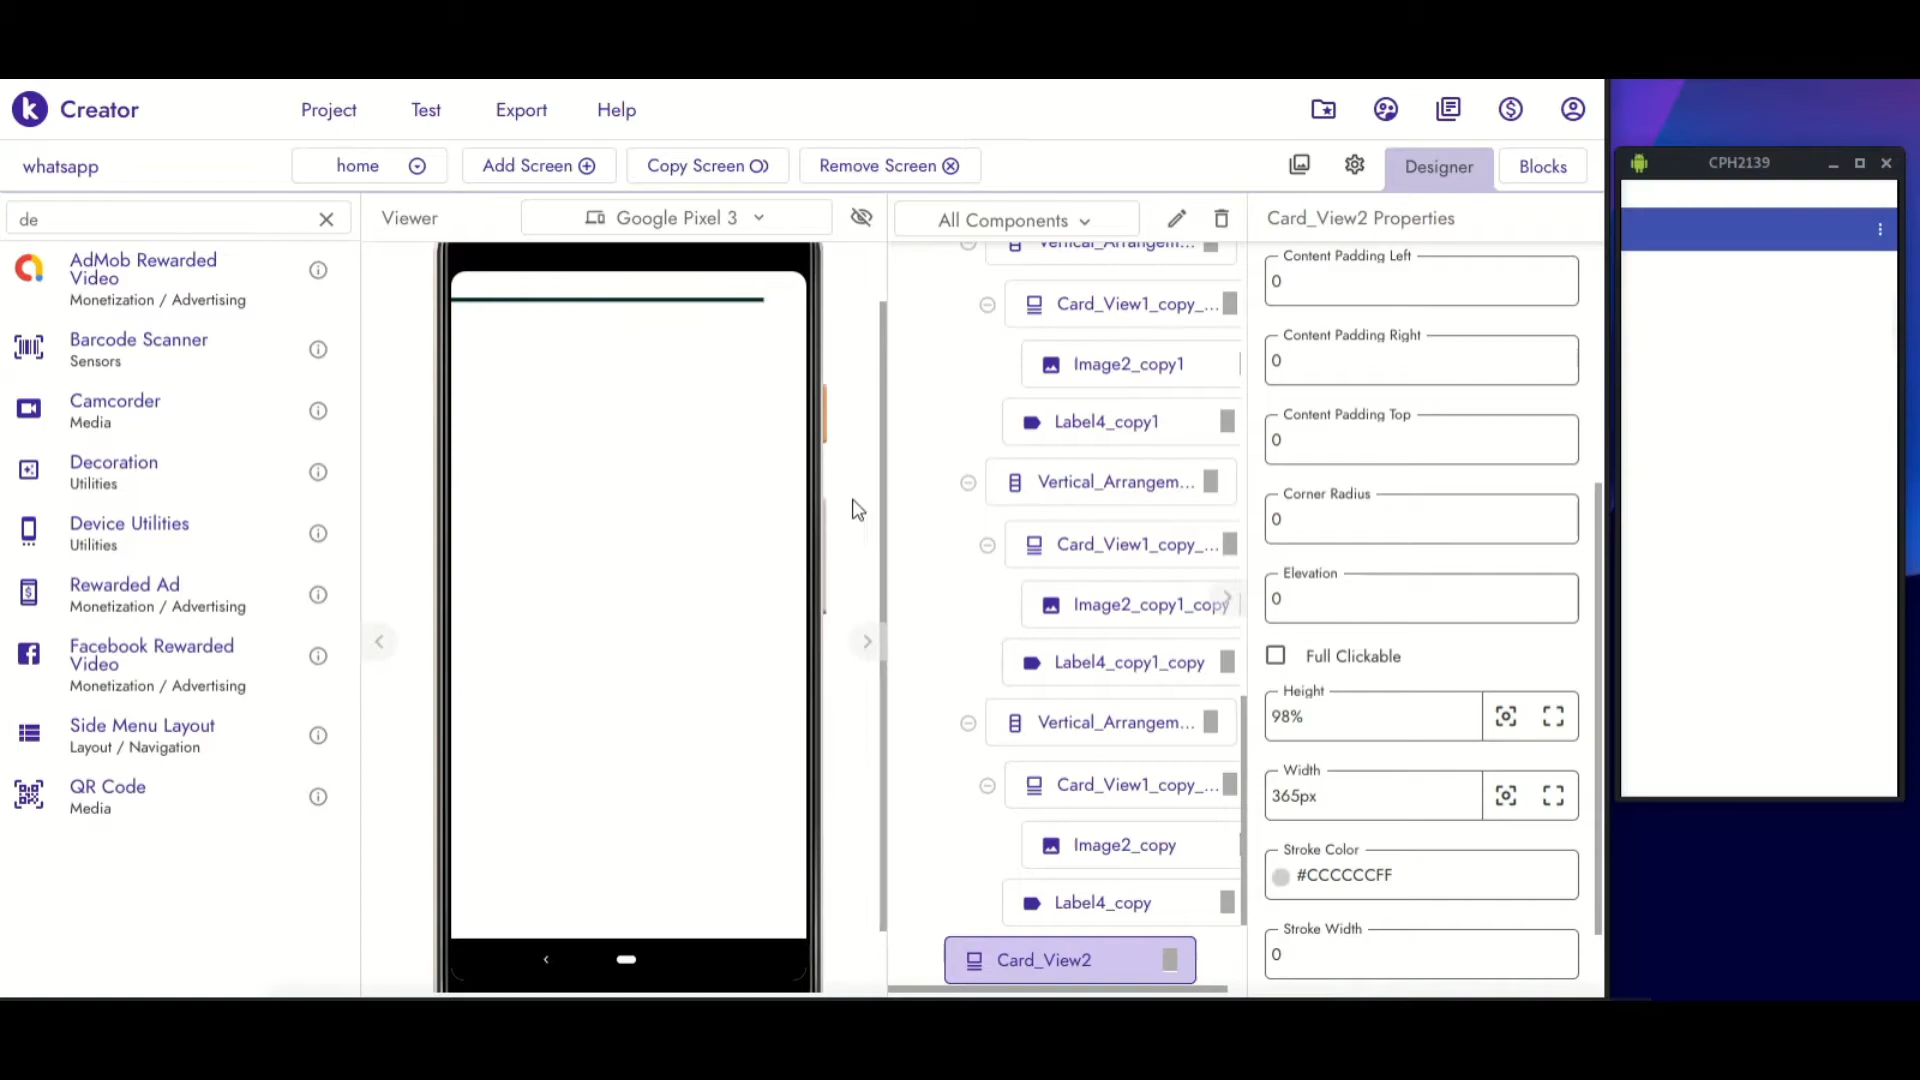 Creator
Project
Test
Export
Help
CPH2139
whatsapp
home
Add Screen
Copy Screen
Remove Screen
Designer
Blocks
de
Viewer
Google Pixel 3
All Components
Card_View2 Properties
AdMob Rewarded
Video
Monetization / Advertising
Barcode Scanner
Sensors
Camcorder
Media
Decoration
Utilities
Device Utilities
Utilities
Rewarded Ad
Monetization / Advertising
Facebook Rewarded
Video
Monetization / Advertising
Side Menu Layout
Layout / Navigation
QR Code
Media
Vertical_Arrangem...
Card_View1_copy_...
Image2_copy1
Label4_copy1
Vertical_Arrangem...
Card_View1_copy_...
Image2_copy1_copy
Label4_copy1_copy
Vertical_Arrangem...
Card_View1_copy_...
Image2_copy
Label4_copy
Card_View2
Content Padding Left
0
Content Padding Right
0
Content Padding Top
0
Corner Radius
0
Elevation
0
Full Clickable
Height
98%
Width
365px
Stroke Color
#CCCCCCFF
Stroke Width
0